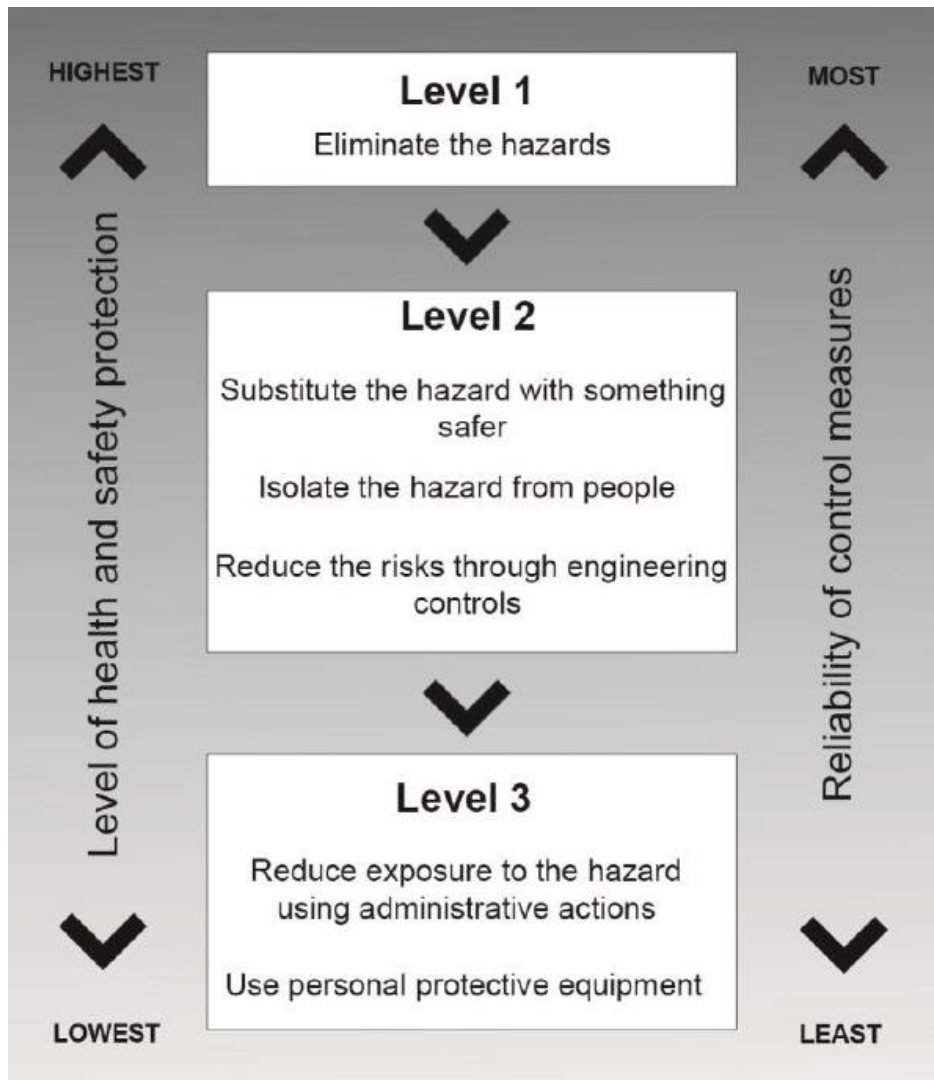 HIGHEST
MOST
Level 1
Eliminate the hazards
Level of health and safety protection
Reliability of control measures
Level 2
Substitute the hazard with something
safer
Isolate the hazard from people
Reduce the risks through engineering
controls
Level 3
Reduce exposure to the hazard
using administrative actions
Use personal protective equipment
LOWEST
LEAST